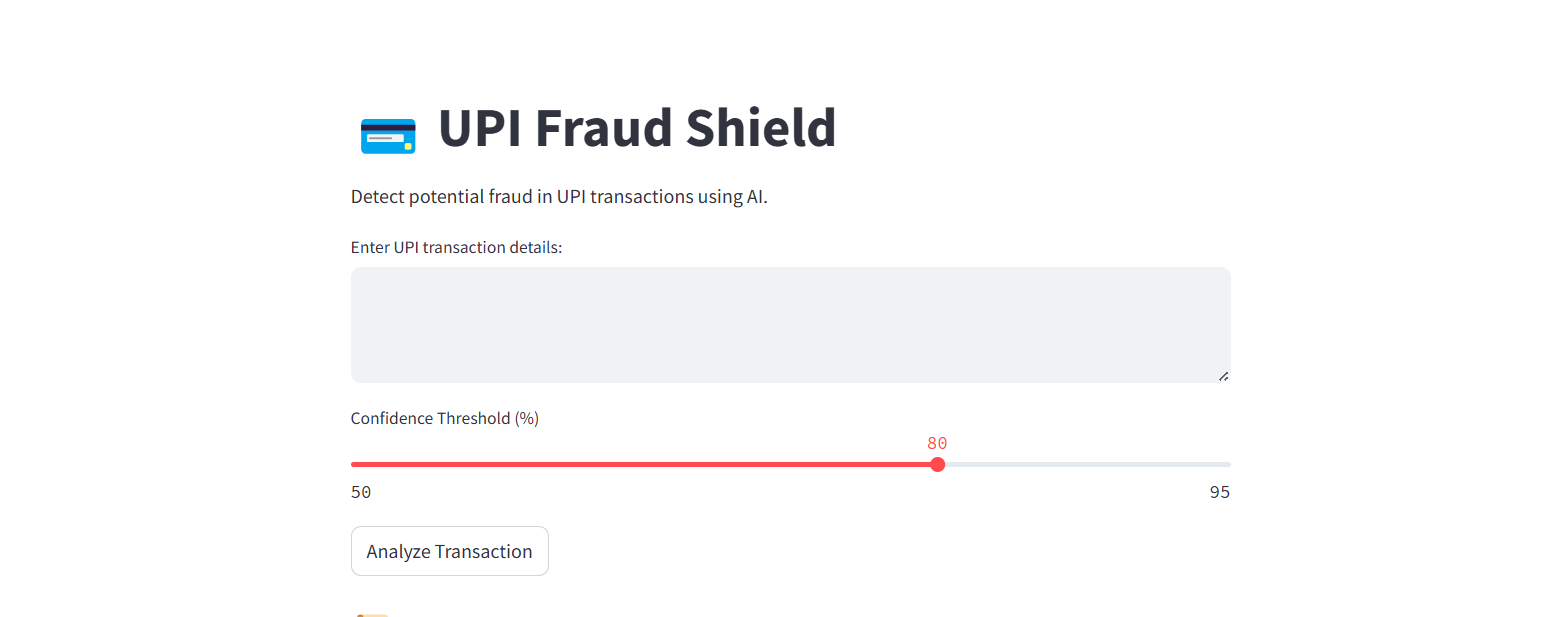 UPI Fraud Shield
Detect potential fraud in UPI transactions using AI.
Enter UPI transaction details:
Confidence Threshold (%)
80
50 95
Analyze Transaction